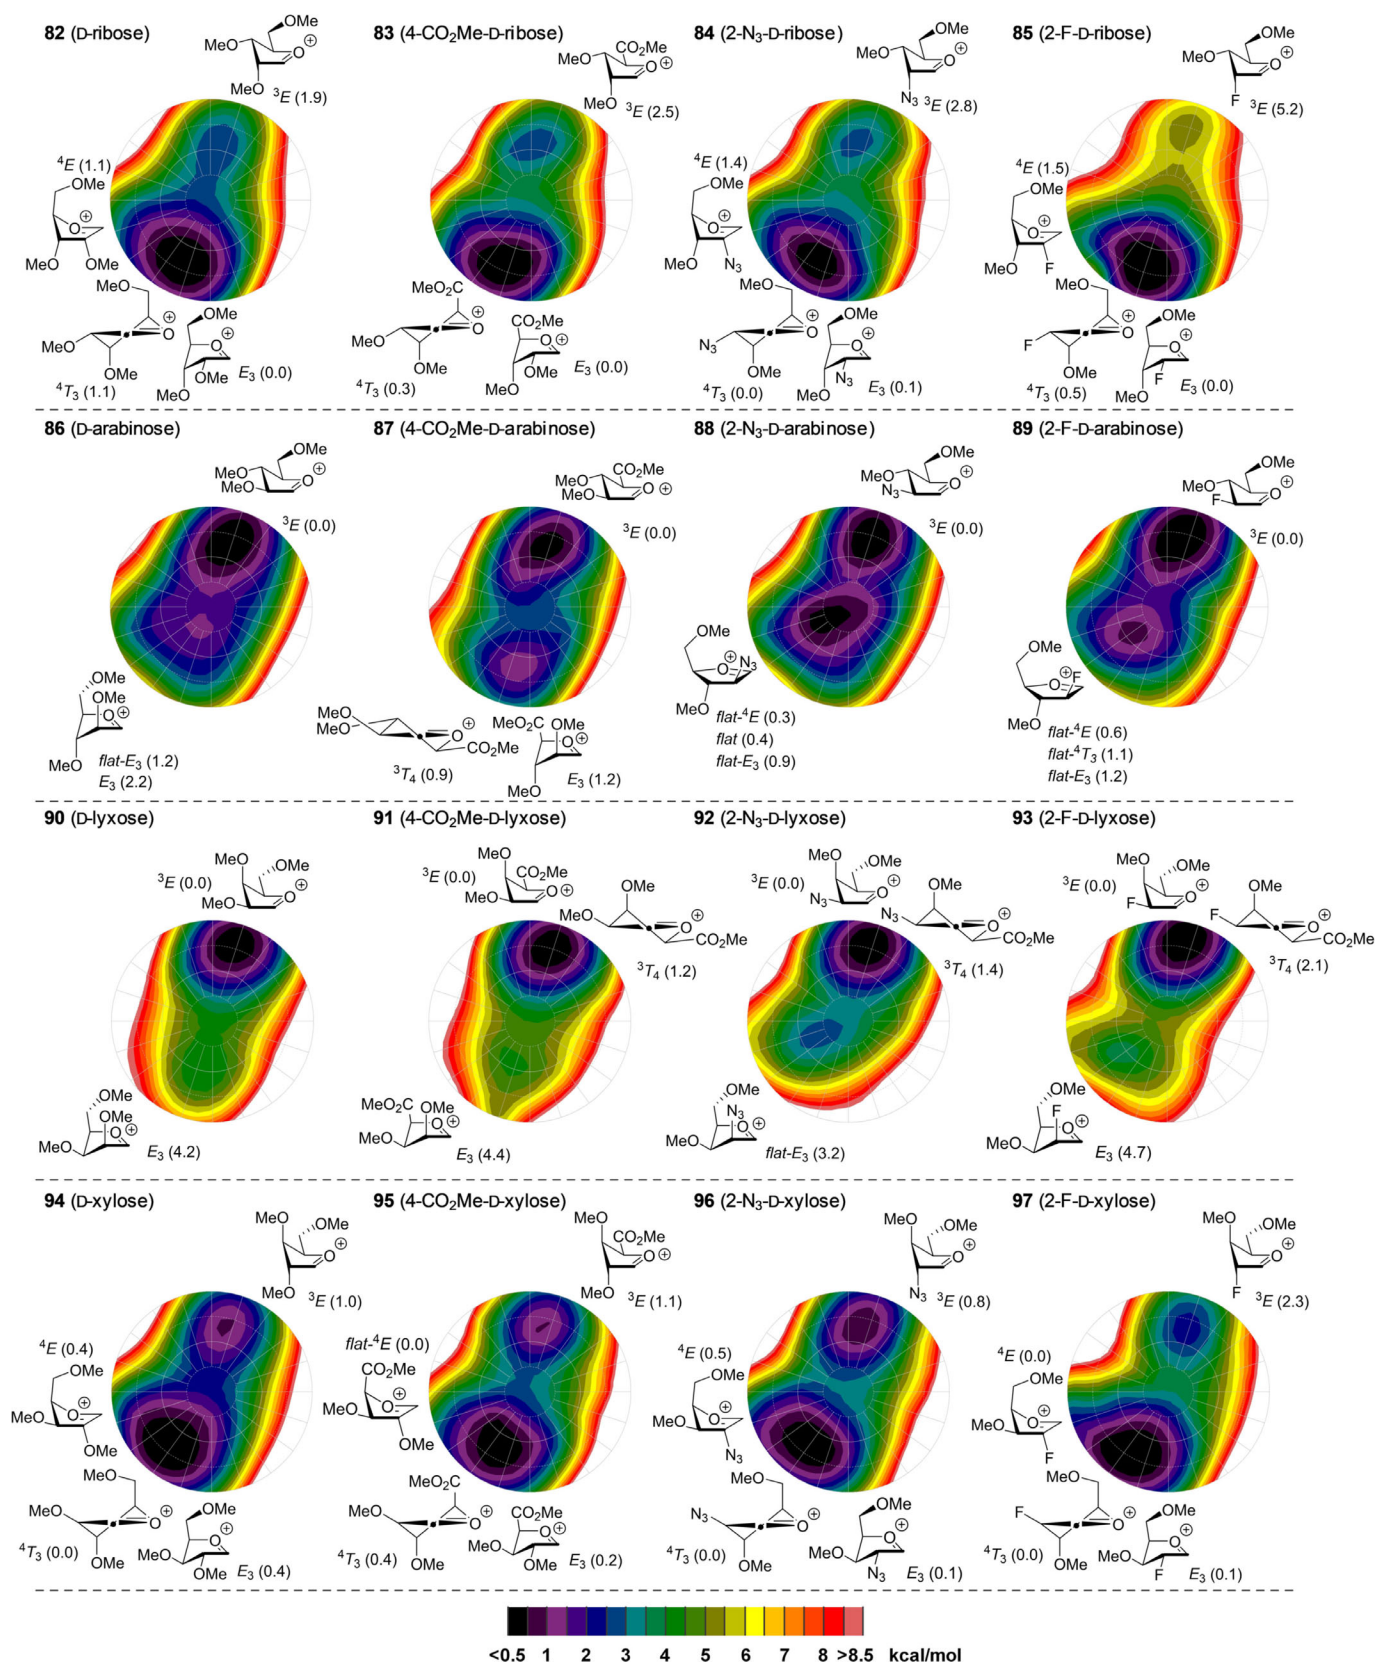 82 (D-ribose)
83 (4-CO₂Me-D-ribose)
84 (2-N₃-D-ribose)
85 (2-F-D-ribose)
OMe
MeO
O
⊕
MeO
³E (1.9)
CO₂Me
MeO
O ⊕
MeO
³E (2.5)
OMe
MeO
O
⊕
N₃
³E (2.8)
OMe
MeO
O
⊕
F
³E (5.2)
⁴E (1.1)
OMe
O
⊕
MeO
OMe
MeO
O
⊕
MeO
OMe
⁴T₃ (1.1)
OMe
O
⊕
OMe
MeO
E₃ (0.0)
MeO₂C
O
⊕
MeO
OMe
⁴T₃ (0.3)
CO₂Me
O⊕
OMe
MeO
E₃ (0.0)
⁴E (1.4)
OMe
O
⊕
MeO
N₃
MeO
O
⊕
N₃
OMe
⁴T₃ (0.0)
OMe
O
⊕
N₃
MeO
E₃ (0.1)
⁴E (1.5)
OMe
O
⊕
MeO
F
MeO
O
⊕
F
OMe
⁴T₃ (0.5)
OMe
O
⊕
F
MeO
E₃ (0.0)
86 (D-arabinose)
87 (4-CO₂Me-D-arabinose)
88 (2-N₃-D-arabinose)
89 (2-F-D-arabinose)
OMe
MeO
MeO
O
⊕
³E (0.0)
CO₂Me
MeO
MeO
O ⊕
³E (0.0)
OMe
MeO
N₃
O
⊕
³E (0.0)
OMe
MeO
F
O
⊕
³E (0.0)
OMe
OMe
O
⊕
MeO
flat-E₃ (1.2)
E₃ (2.2)
MeO
MeO
O
⊕
CO₂Me
³T₄ (0.9)
MeO₂C
OMe
O
⊕
MeO
E₃ (1.2)
OMe
O
⊕
N₃
MeO
flat-⁴E (0.3)
flat (0.4)
flat-E₃ (0.9)
OMe
O
⊕
F
MeO
flat-⁴E (0.6)
flat-⁴T₃ (1.1)
flat-E₃ (1.2)
90 (D-lyxose)
91 (4-CO₂Me-D-lyxose)
92 (2-N₃-D-lyxose)
93 (2-F-D-lyxose)
MeO
OMe
³E (0.0)
MeO
O
⊕
MeO
CO₂Me
³E (0.0)
MeO
O
⊕
OMe
MeO
O
⊕
CO₂Me
³T₄ (1.2)
MeO
OMe
³E (0.0)
N₃
O
⊕
OMe
N₃
O
⊕
CO₂Me
³T₄ (1.4)
MeO
OMe
³E (0.0)
F
O
⊕
OMe
F
O
⊕
CO₂Me
³T₄ (2.1)
OMe
OMe
O
⊕
MeO
E₃ (4.2)
MeO₂C
OMe
O
⊕
MeO
E₃ (4.4)
OMe
N₃
O
⊕
MeO
flat-E₃ (3.2)
OMe
F
O
⊕
MeO
E₃ (4.7)
94 (D-xylose)
95 (4-CO₂Me-D-xylose)
96 (2-N₃-D-xylose)
97 (2-F-D-xylose)
MeO
OMe
O
⊕
MeO
³E (1.0)
MeO
CO₂Me
O ⊕
MeO
³E (1.1)
MeO
OMe
O
⊕
N₃
³E (0.8)
MeO
OMe
O
⊕
F
³E (2.3)
⁴E (0.4)
OMe
O
⊕
MeO
OMe
MeO
MeO
O
⊕
OMe
⁴T₃ (0.0)
OMe
O
⊕
MeO
OMe
E₃ (0.4)
flat-⁴E (0.0)
CO₂Me
O
⊕
MeO
OMe
MeO₂C
MeO
O
⊕
OMe
⁴T₃ (0.4)
CO₂Me
O
⊕
MeO
OMe
E₃ (0.2)
⁴E (0.5)
OMe
O
⊕
MeO
N₃
MeO
N₃
O
⊕
OMe
⁴T₃ (0.0)
OMe
O
⊕
MeO
N₃
E₃ (0.1)
⁴E (0.0)
OMe
O
⊕
MeO
F
MeO
F
O
⊕
OMe
⁴T₃ (0.0)
OMe
O
⊕
MeO
F
E₃ (0.1)
<0.5 1 2 3 4 5 6 7 8 >8.5 kcal/mol